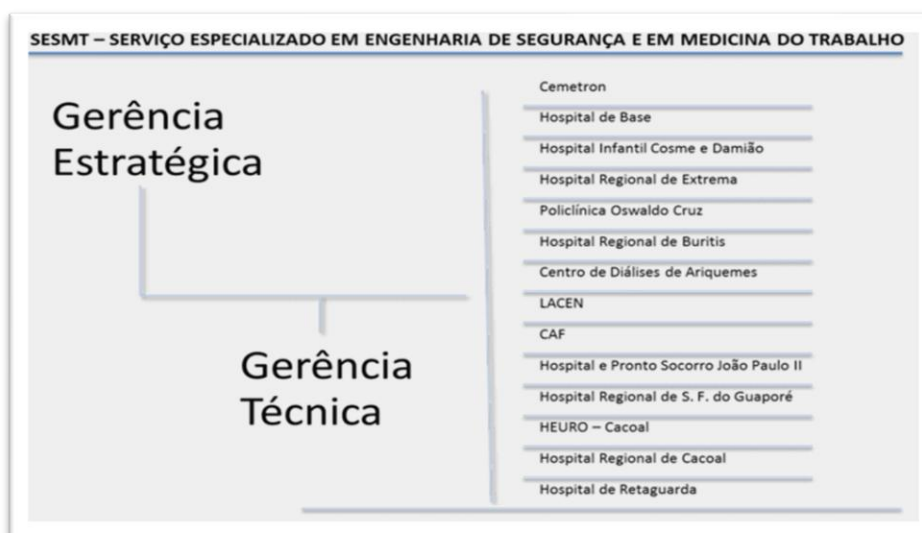 SESMT – SERVIÇO ESPECIALIZADO EM ENGENHARIA DE SEGURANÇA E EM MEDICINA DO TRABALHO
Gerência
Estratégica
Gerência
Técnica
Cemetron
Hospital de Base
Hospital Infantil Cosme e Damião
Hospital Regional de Extrema
Policlínica Oswaldo Cruz
Hospital Regional de Buritis
Centro de Diálises de Ariquemes
LACEN
CAF
Hospital e Pronto Socorro João Paulo II
Hospital Regional de S. F. do Guaporé
HEURO – Cacoal
Hospital Regional de Cacoal
Hospital de Retaguarda